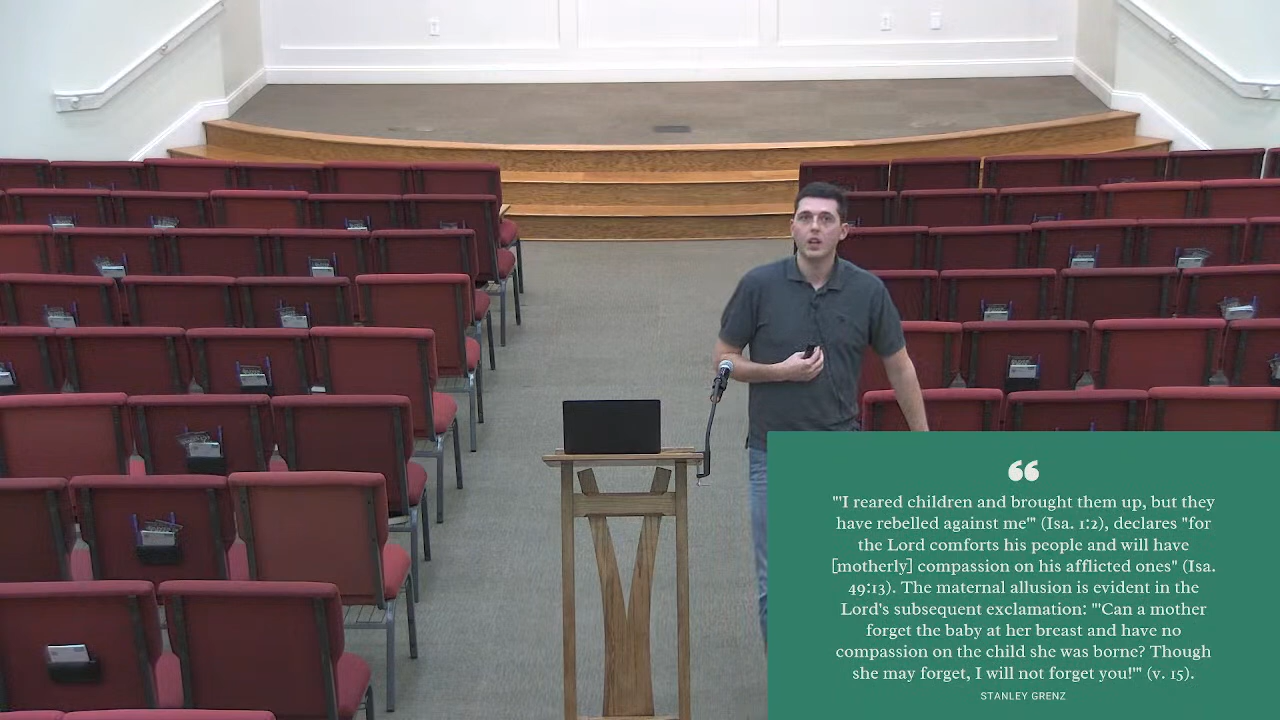 “
"'I reared children and brought them up, but they
have rebelled against me'" (Isa. 1:2), declares "for
the Lord comforts his people and will have
[motherly] compassion on his afflicted ones" (Isa.
49:13). The maternal allusion is evident in the
Lord's subsequent exclamation: "'Can a mother
forget the baby at her breast and have no
compassion on the child she was borne? Though
she may forget, I will not forget you!'" (v. 15).
STANLEY GRENZ